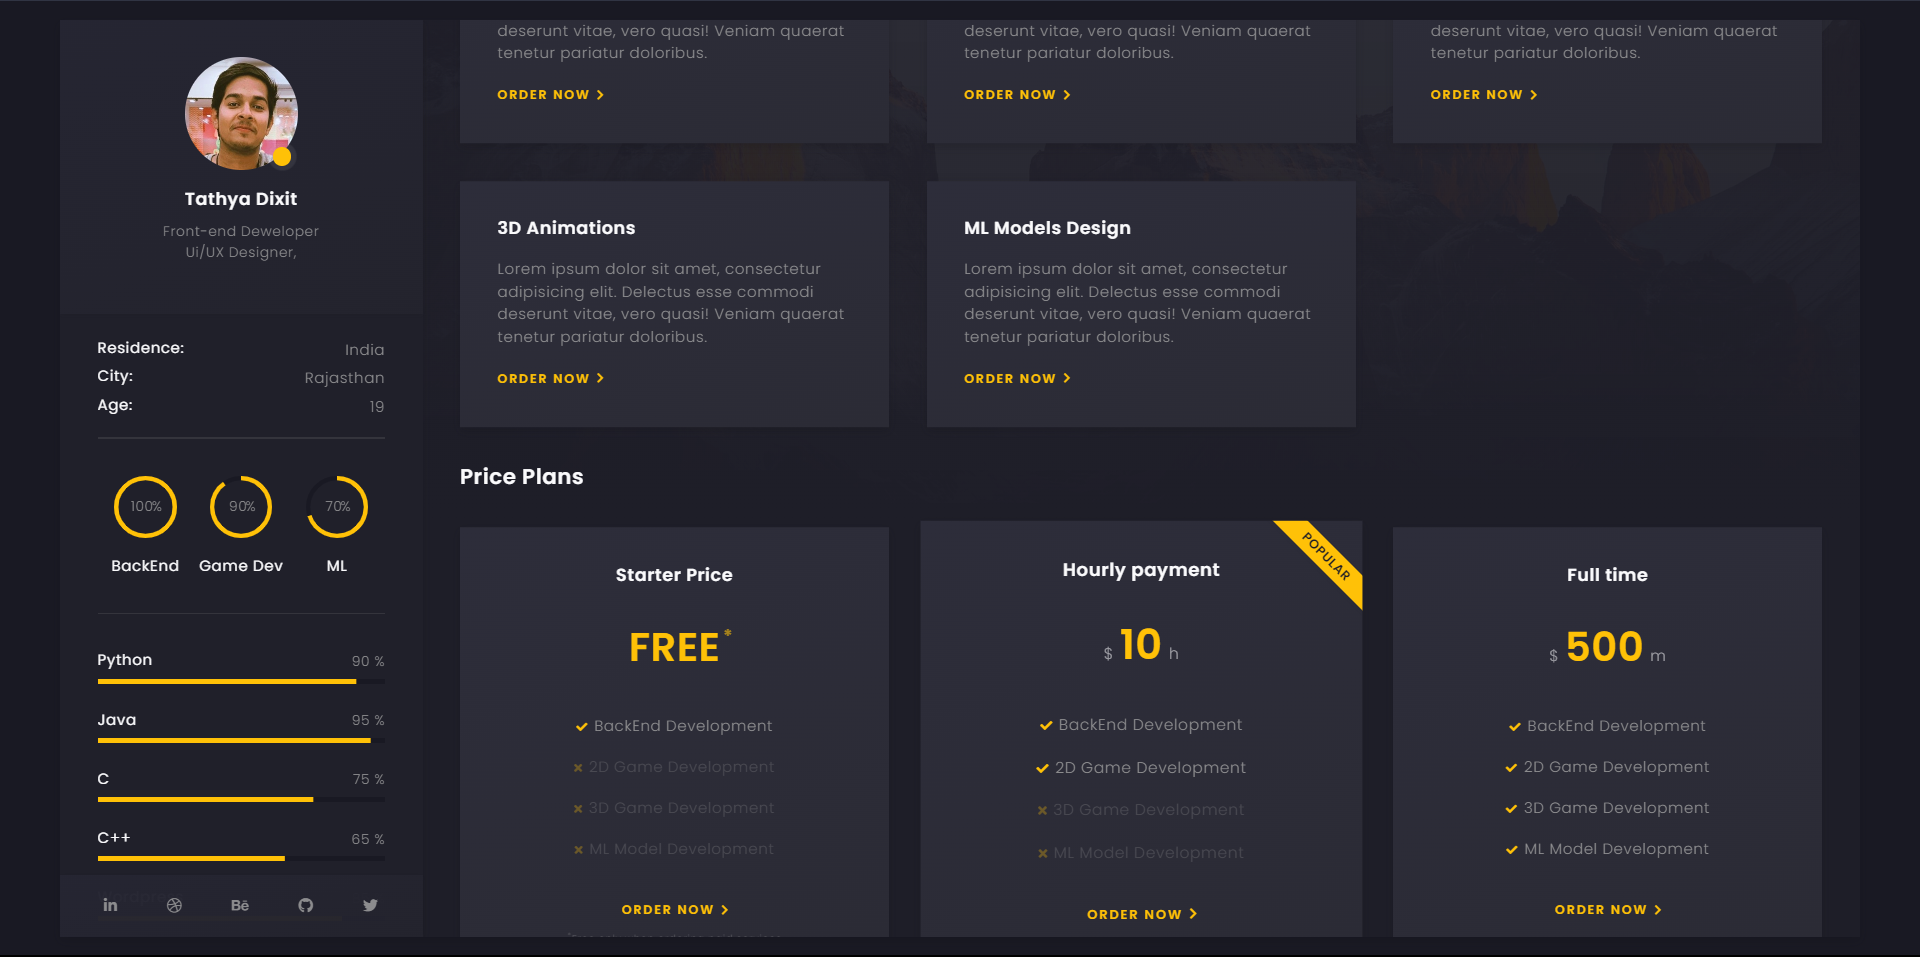 Tathya Dixit
Front-end Deweloper
Ui/UX Designer,
Residence: India
City: Rajasthan
Age: 19
100% 90% 70%
BackEnd Game Dev ML
Python 90 %
Java 95 %
C 75 %
C++ 65 %
Bē
deserunt vitae, vero quasi! Veniam quaerat
tenetur pariatur doloribus.
ORDER NOW
deserunt vitae, vero quasi! Veniam quaerat
tenetur pariatur doloribus.
ORDER NOW
deserunt vitae, vero quasi! Veniam quaerat
tenetur pariatur doloribus.
ORDER NOW
3D Animations
Lorem ipsum dolor sit amet, consectetur
adipisicing elit. Delectus esse commodi
deserunt vitae, vero quasi! Veniam quaerat
tenetur pariatur doloribus.
ORDER NOW
ML Models Design
Lorem ipsum dolor sit amet, consectetur
adipisicing elit. Delectus esse commodi
deserunt vitae, vero quasi! Veniam quaerat
tenetur pariatur doloribus.
ORDER NOW
Price Plans
Starter Price
FREE*
BackEnd Development
2D Game Development
3D Game Development
ML Model Development
ORDER NOW
POPULAR
Hourly payment
$ 10 h
BackEnd Development
2D Game Development
3D Game Development
ML Model Development
ORDER NOW
Full time
$ 500 m
BackEnd Development
2D Game Development
3D Game Development
ML Model Development
ORDER NOW